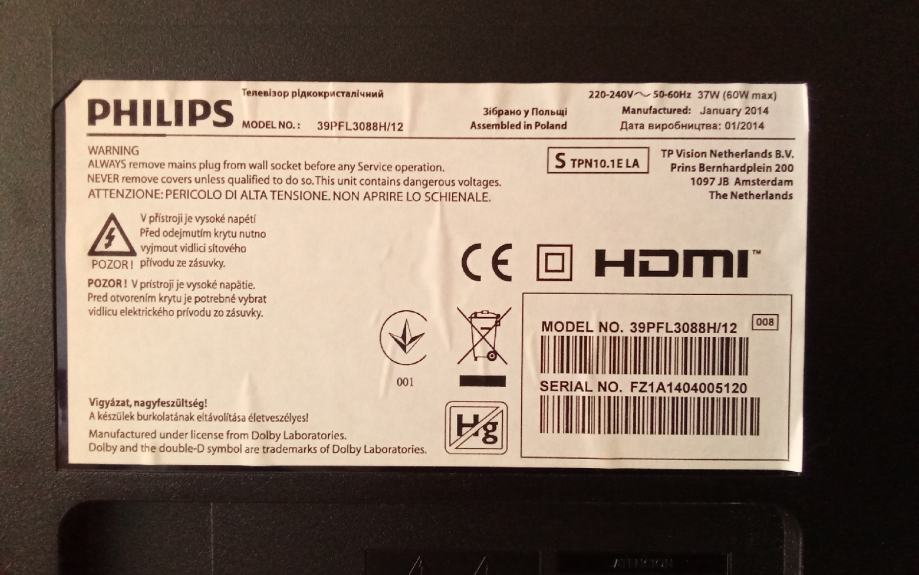 PHILIPS
Телевізор рідкокристалічний
MODEL NO.: 39PFL3088H/12
Зібрано у Польщі
Assembled in Poland
220-240V~ 50-60Hz 37W (60W max)
Manufactured: January 2014
Дата виробництва: 01/2014
WARNING
ALWAYS remove mains plug from wall socket before any Service operation.
NEVER remove covers unless qualified to do so. This unit contains dangerous voltages.
ATTENZIONE: PERICOLO DI ALTA TENSIONE. NON APRIRE LO SCHIENALE.
S TPN10.1E LA
TP Vision Netherlands B.V.
Prins Bernhardplein 200
1097 JB Amsterdam
The Netherlands
V přístroji je vysoké napětí
Před odejmutím krytu nutno
vyjmout vidlici síťového
POZOR! přívodu ze zásuvky.
POZOR! V prístroji je vysoké napätie.
Pred otvorením krytu je potrebné vybrat
vidlicu elektrického prívodu zo zásuvky.
CE
HDMI™
001
Hg
MODEL NO. 39PFL3088H/12
008
SERIAL NO. FZ1A1404005120
Vigyázat, nagyfeszültség!
A készülek burkolatának eltávolítása életveszélyes!
Manufactured under license from Dolby Laboratories.
Dolby and the double-D symbol are trademarks of Dolby Laboratories.
ATENCION